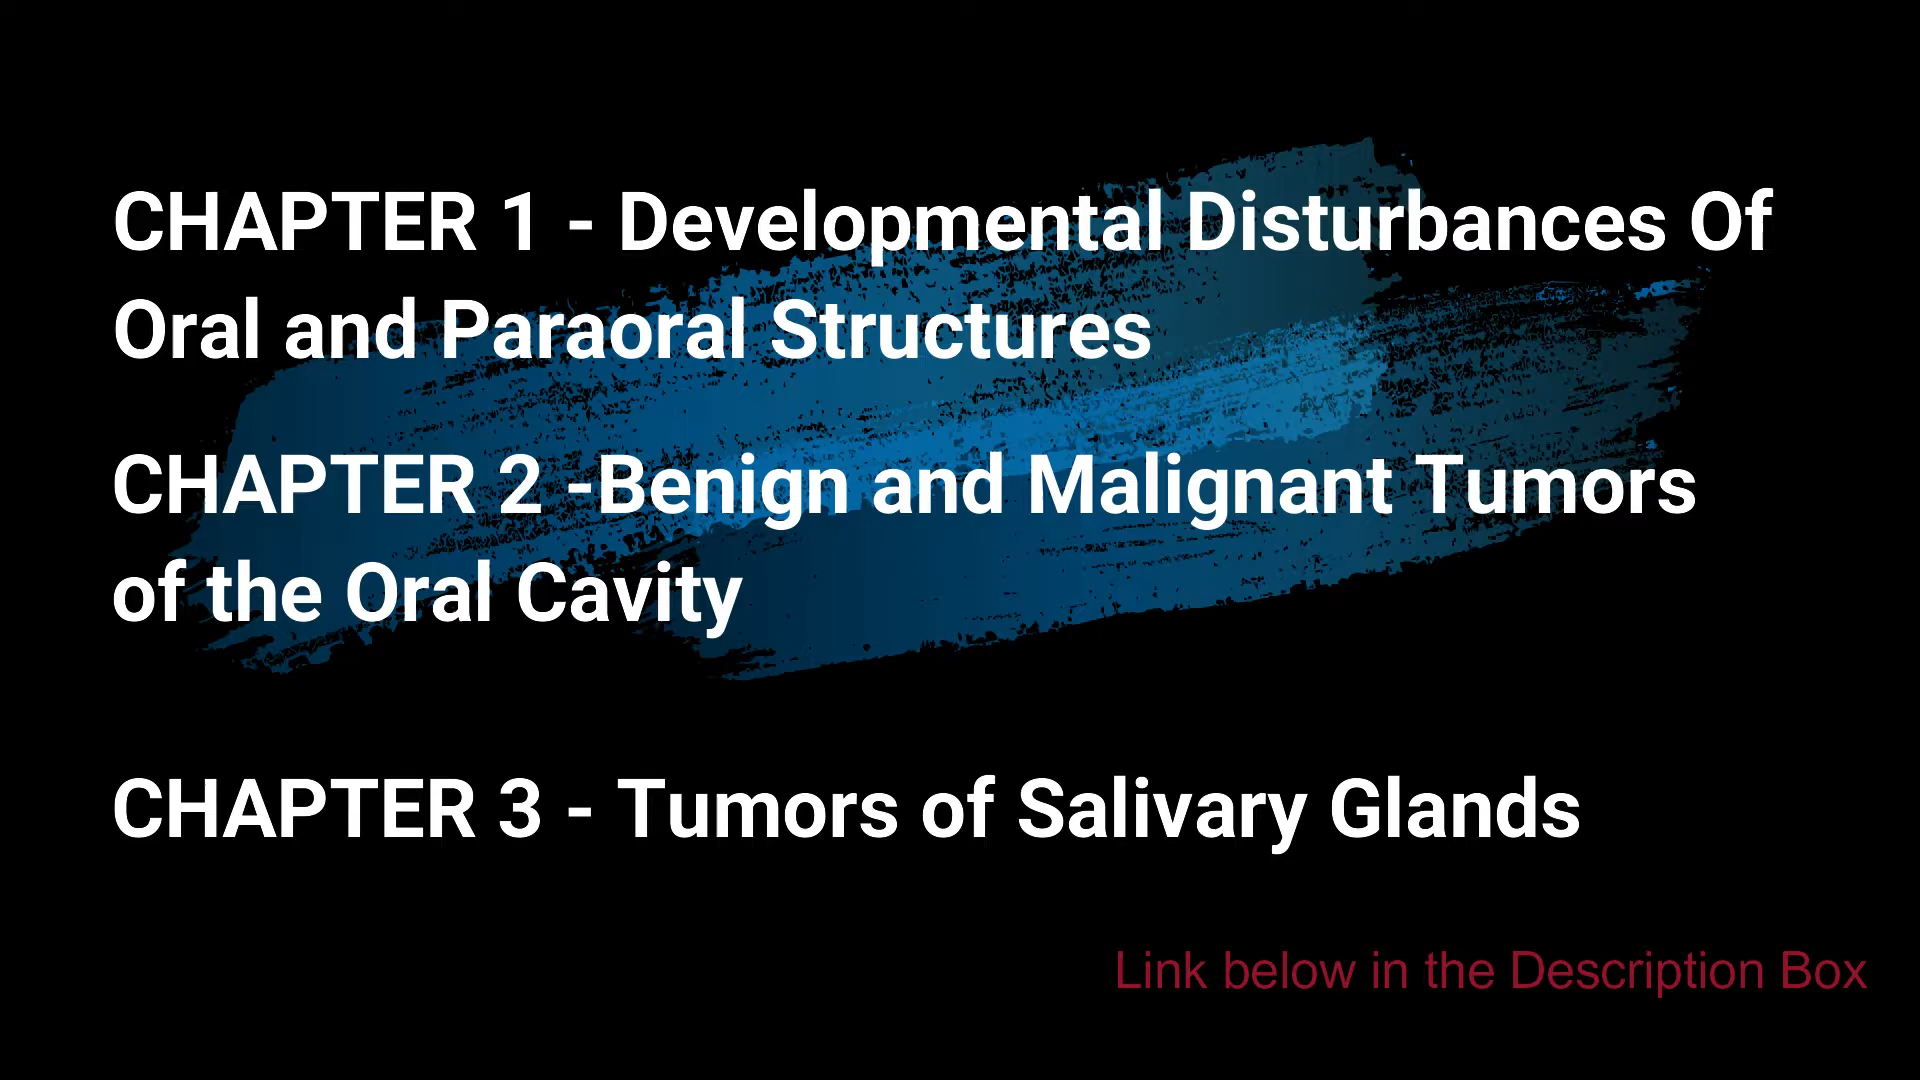 CHAPTER 1 - Developmental Disturbances Of
Oral and Paraoral Structures
CHAPTER 2 -Benign and Malignant Tumors
of the Oral Cavity
CHAPTER 3 - Tumors of Salivary Glands
Link below in the Description Box